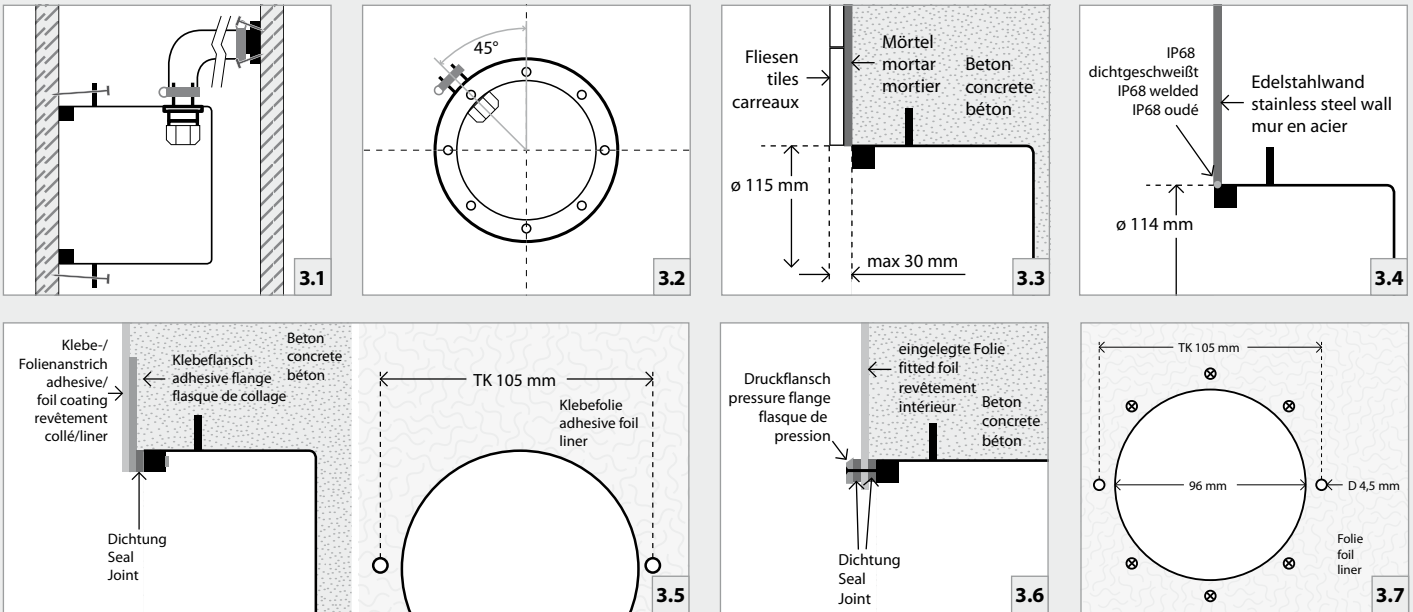 3.1
45°
3.2
Fliesen
tiles
carreaux
Mörtel
mortar
mortier
Beton
concrete
béton
ø 115 mm
max 30 mm
3.3
IP68
dichtgeschweißt
IP68 welded
IP68 oudé
Edelstahlwand
stainless steel wall
mur en acier
ø 114 mm
3.4
Klebe-/
Folienanstrich
adhesive/
foil coating
revêtement
collé/liner
Klebeflansch
adhesive flange
flasque de collage
Beton
concrete
béton
Dichtung
Seal
Joint
TK 105 mm
Klebefolie
adhesive foil
liner
3.5
Druckflansch
pressure flange
flasque de
pression
eingelegte Folie
fitted foil
revêtement
intérieur
Beton
concrete
béton
Dichtung
Seal
Joint
3.6
TK 105 mm
96 mm
D 4,5 mm
Folie
foil
liner
3.7